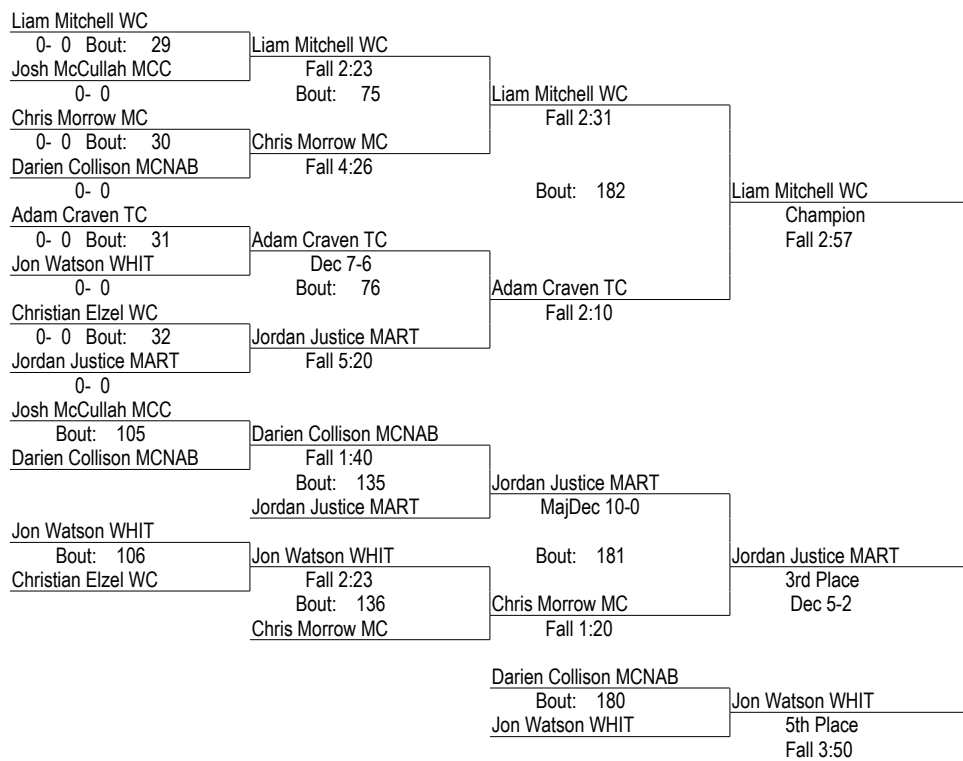 Liam Mitchell WC
0- 0 Bout: 29
Liam Mitchell WC
Josh McCullah MCC
Fall 2:23
0- 0
Bout: 75
Liam Mitchell WC
Chris Morrow MC
Fall 2:31
0- 0 Bout: 30
Chris Morrow MC
Darien Collison MCNAB
Fall 4:26
0- 0
Bout: 182
Liam Mitchell WC
Adam Craven TC
Champion
0- 0 Bout: 31
Adam Craven TC
Fall 2:57
Jon Watson WHIT
Dec 7-6
0- 0
Bout: 76
Adam Craven TC
Christian Elzel WC
Fall 2:10
0- 0 Bout: 32
Jordan Justice MART
Jordan Justice MART
Fall 5:20
0- 0
Josh McCullah MCC
Bout: 105
Darien Collison MCNAB
Darien Collison MCNAB
Fall 1:40
Bout: 135
Jordan Justice MART
Jordan Justice MART
MajDec 10-0
Jon Watson WHIT
Bout: 106
Jon Watson WHIT
Bout: 181
Jordan Justice MART
Christian Elzel WC
Fall 2:23
3rd Place
Bout: 136
Chris Morrow MC
Dec 5-2
Chris Morrow MC
Fall 1:20
Darien Collison MCNAB
Bout: 180
Jon Watson WHIT
Jon Watson WHIT
5th Place
Fall 3:50